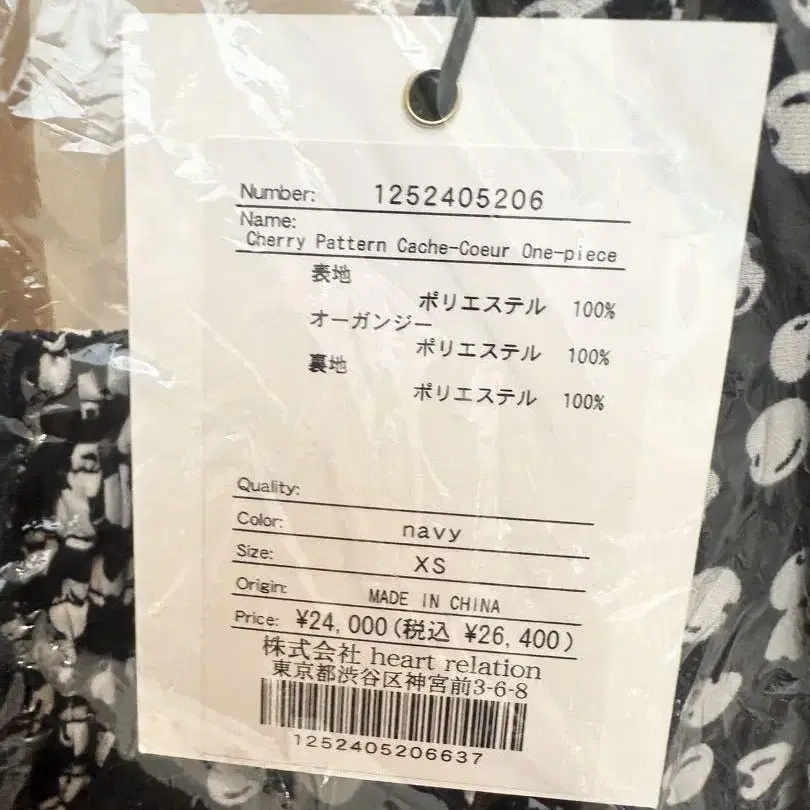 Number: 1252405206
Name:
Cherry Pattern Cache-Coeur One-piece
表地
ポリエステル 100%
オーガンジー
ポリエステル 100%
裏地
ポリエステル 100%
Quality:
Color: navy
Size: XS
Origin: MADE IN CHINA
Price: ¥24,000(税込 ¥26,400)
株式会社 heart relation
東京都渋谷区神宮前3-6-8
1252405206637